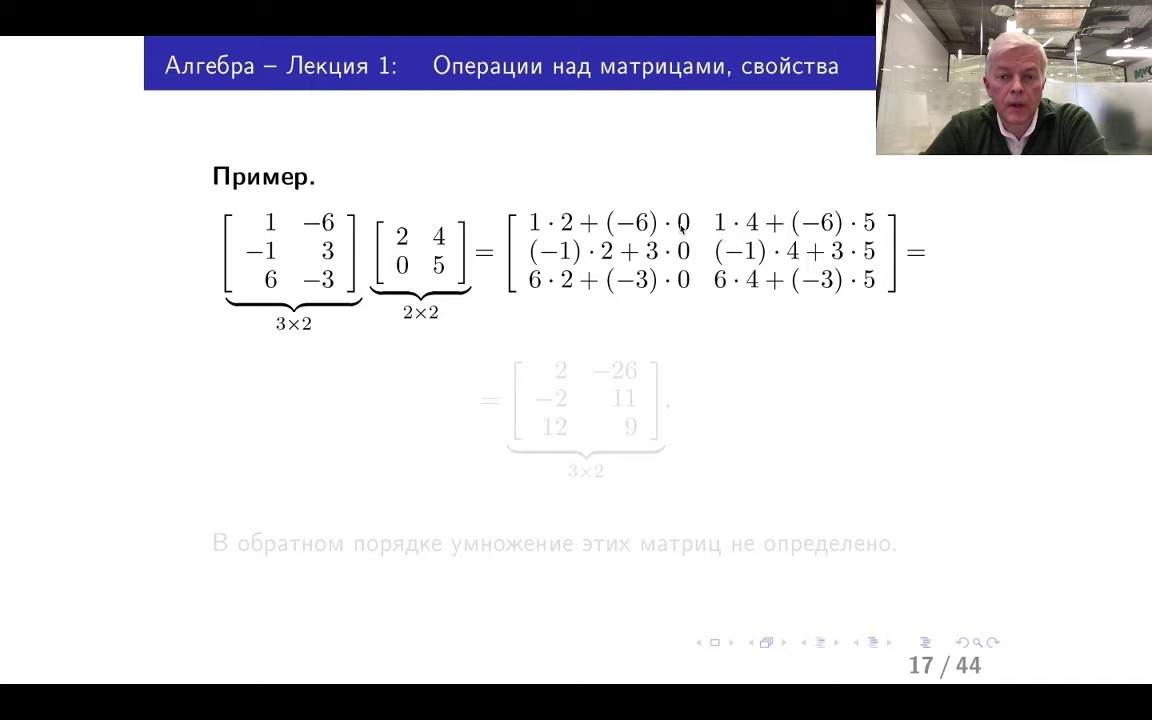 Алгебра – Лекция 1: Операции над матрицами, свойства
Пример.
[ 1 −6 ] [ 2 4 ] = [ 1 · 2 + (−6) · 0 1 · 4 + (−6) · 5 ] =
[ −1 3 ] [ 0 5 ] [ (−1) · 2 + 3 · 0 (−1) · 4 + 3 · 5 ]
[ 6 −3 ] [ 6 · 2 + (−3) · 0 6 · 4 + (−3) · 5 ]
3×2 2×2
= [ 2 −26 ] .
[ −2 11 ]
[ 12 9 ]
3×2
В обратном порядке умножение этих матриц не определено.
17 / 44